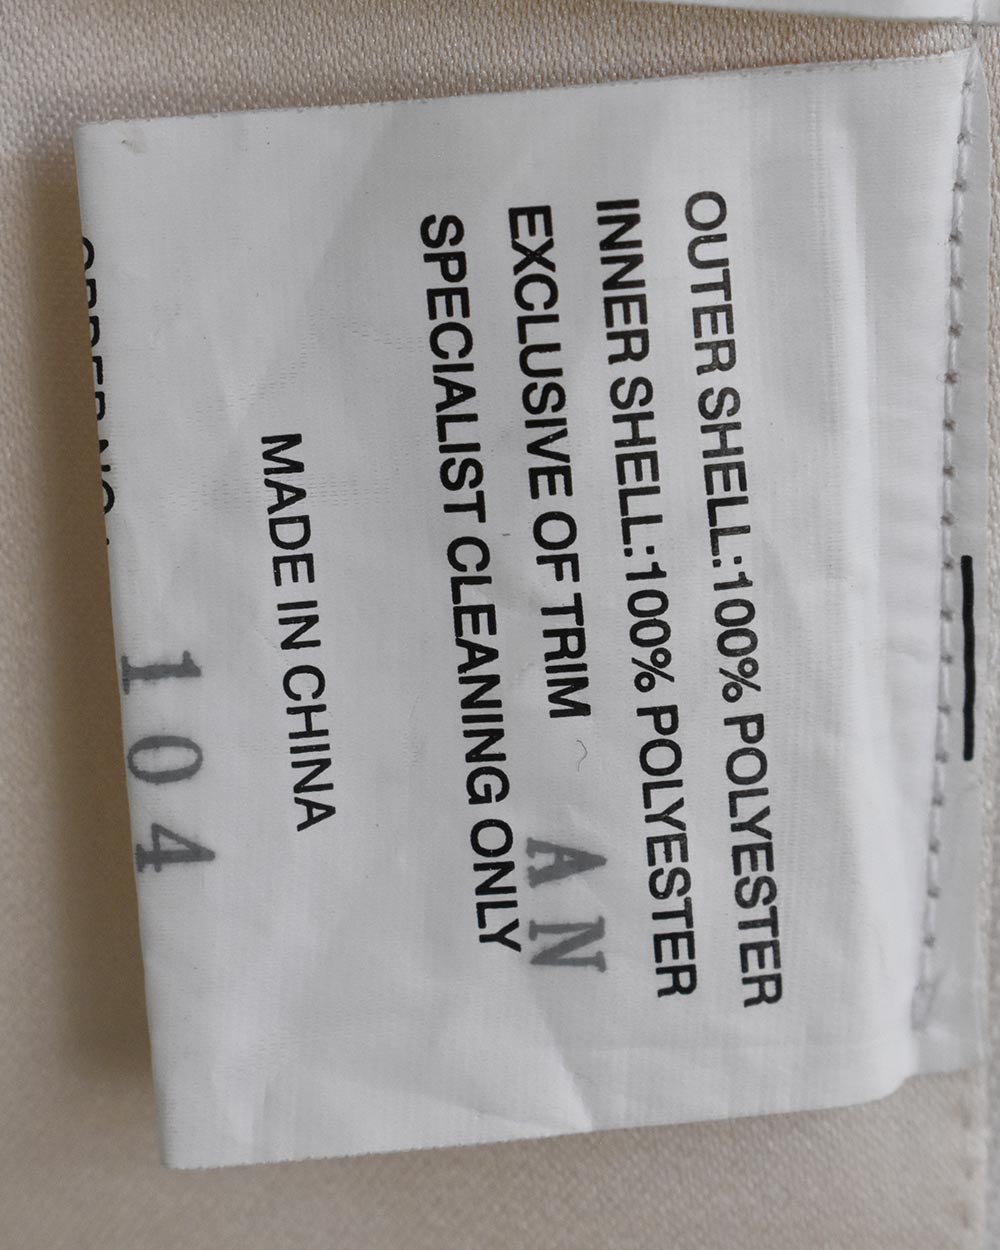 OUTER SHELL:100% POLYESTER
INNER SHELL:100% POLYESTER
EXCLUSIVE OF TRIM
AN
SPECIALIST CLEANING ONLY
MADE IN CHINA
104